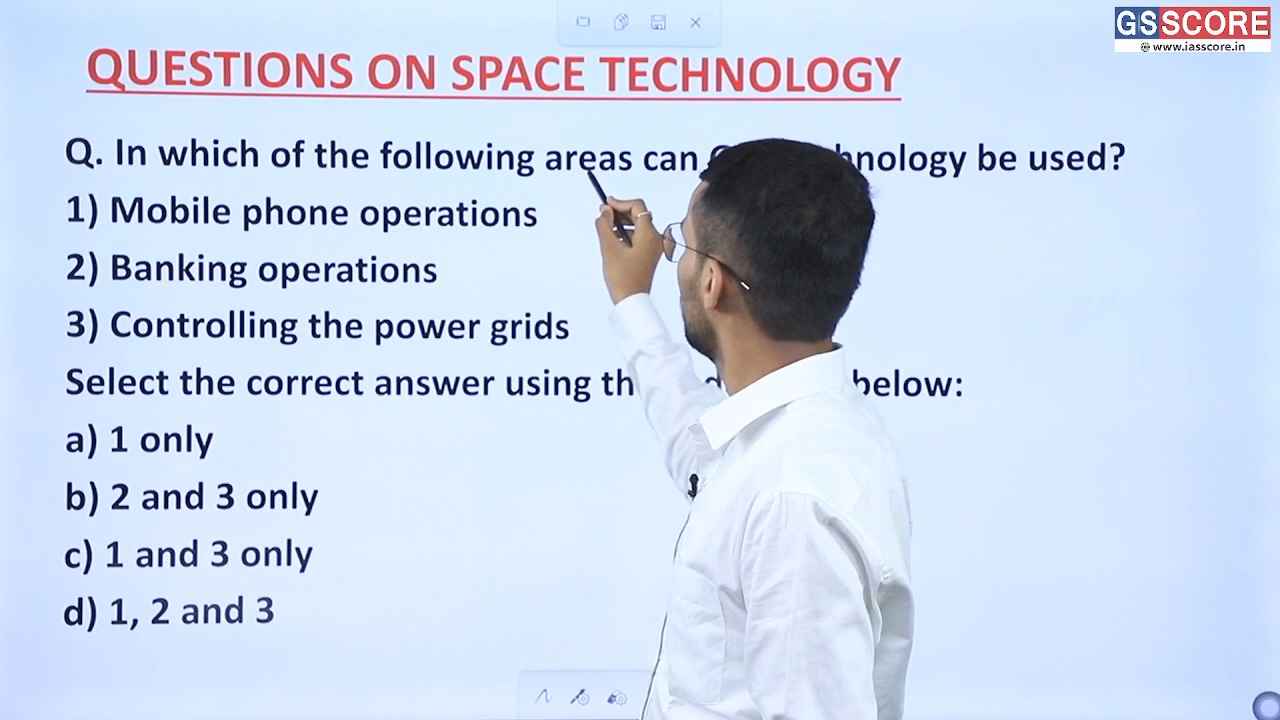 GSSCORE
@ www.iasscore.in
QUESTIONS ON SPACE TECHNOLOGY
Q. In which of the following areas can be used?
1) Mobile phone operations
2) Banking operations
3) Controlling the power grids
Select the correct answer using below:
a) 1 only
b) 2 and 3 only
c) 1 and 3 only
d) 1, 2 and 3